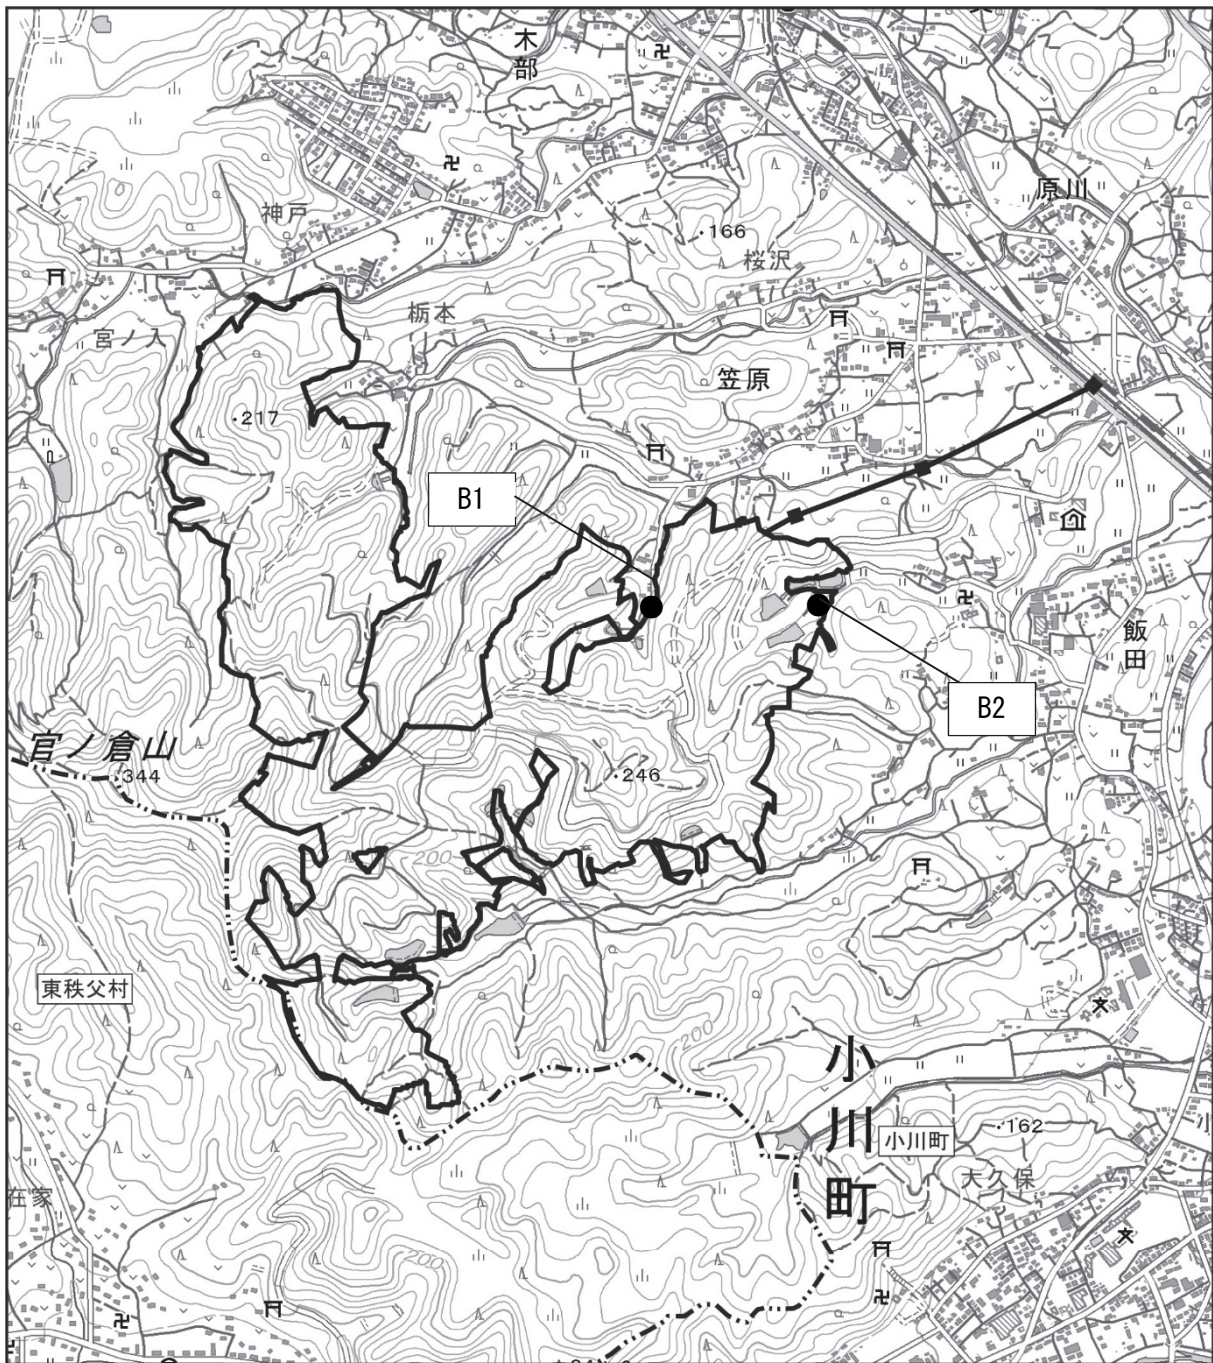 木部
原川
神戸
166
桜沢
栃本
宮ノ入
笠原
217
B1
飯田
B2
官ノ倉山
344
246
200
東秩父村
200
小川町
小川町
162
大久保
在家
200